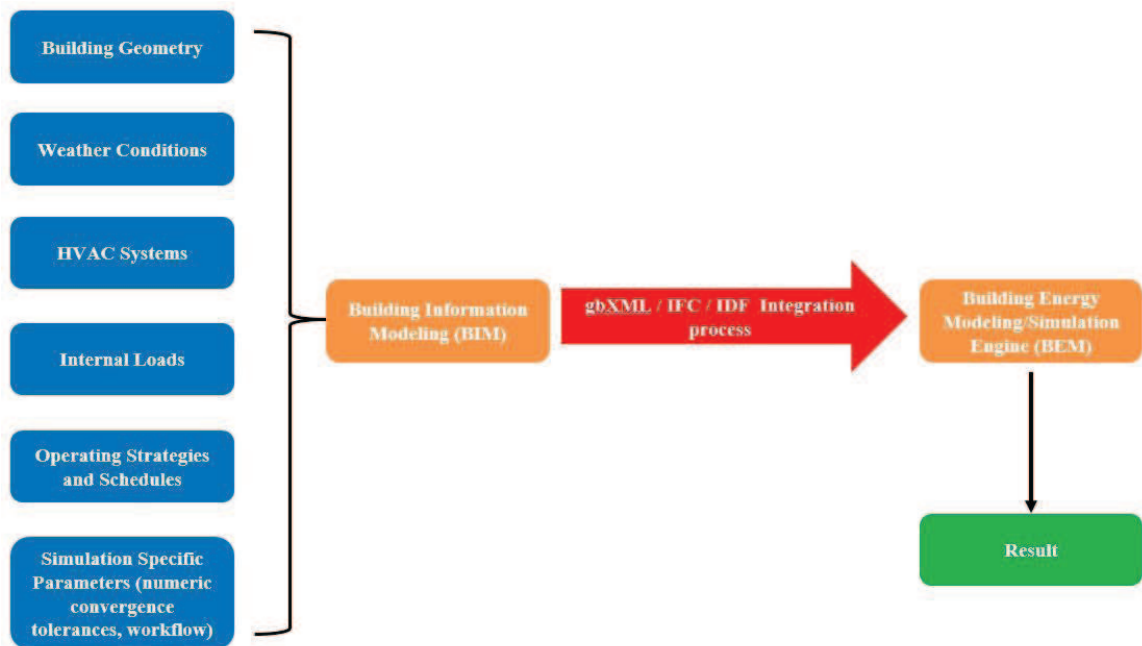 Building Geometry
Weather Conditions
HVAC Systems
Internal Loads
Operating Strategies
and Schedules
Simulation Specific
Parameters (numeric
convergence
tolerances, workflow)
Building Information
Modeling (BIM)
gbXML / IFC / IDF Integration
process
Building Energy
Modeling/Simulation
Engine (BEM)
Result